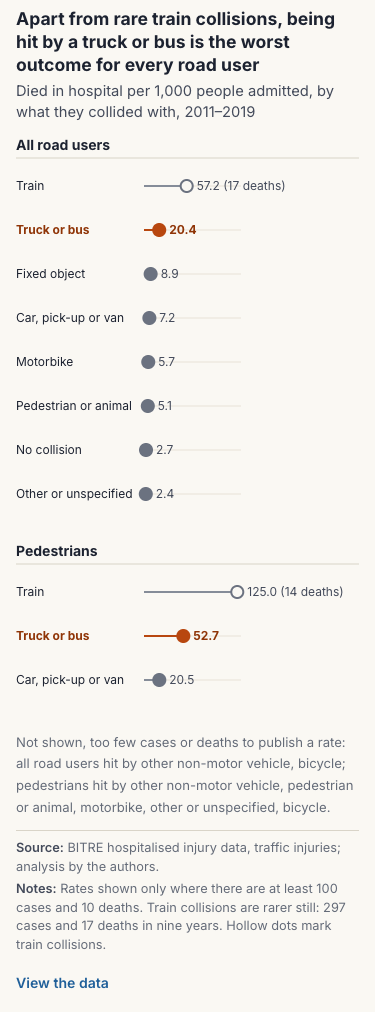 Apart from rare train collisions, being
hit by a truck or bus is the worst
outcome for every road user
Died in hospital per 1,000 people admitted, by
what they collided with, 2011–2019
All road users
Train 57.2 (17 deaths)
Truck or bus 20.4
Fixed object 8.9
Car, pick-up or van 7.2
Motorbike 5.7
Pedestrian or animal 5.1
No collision 2.7
Other or unspecified 2.4
Pedestrians
Train 125.0 (14 deaths)
Truck or bus 52.7
Car, pick-up or van 20.5
Not shown, too few cases or deaths to publish a rate:
all road users hit by other non-motor vehicle, bicycle;
pedestrians hit by other non-motor vehicle, pedestrian
or animal, motorbike, other or unspecified, bicycle.
Source: BITRE hospitalised injury data, traffic injuries;
analysis by the authors.
Notes: Rates shown only where there are at least 100
cases and 10 deaths. Train collisions are rarer still: 297
cases and 17 deaths in nine years. Hollow dots mark
train collisions.
View the data